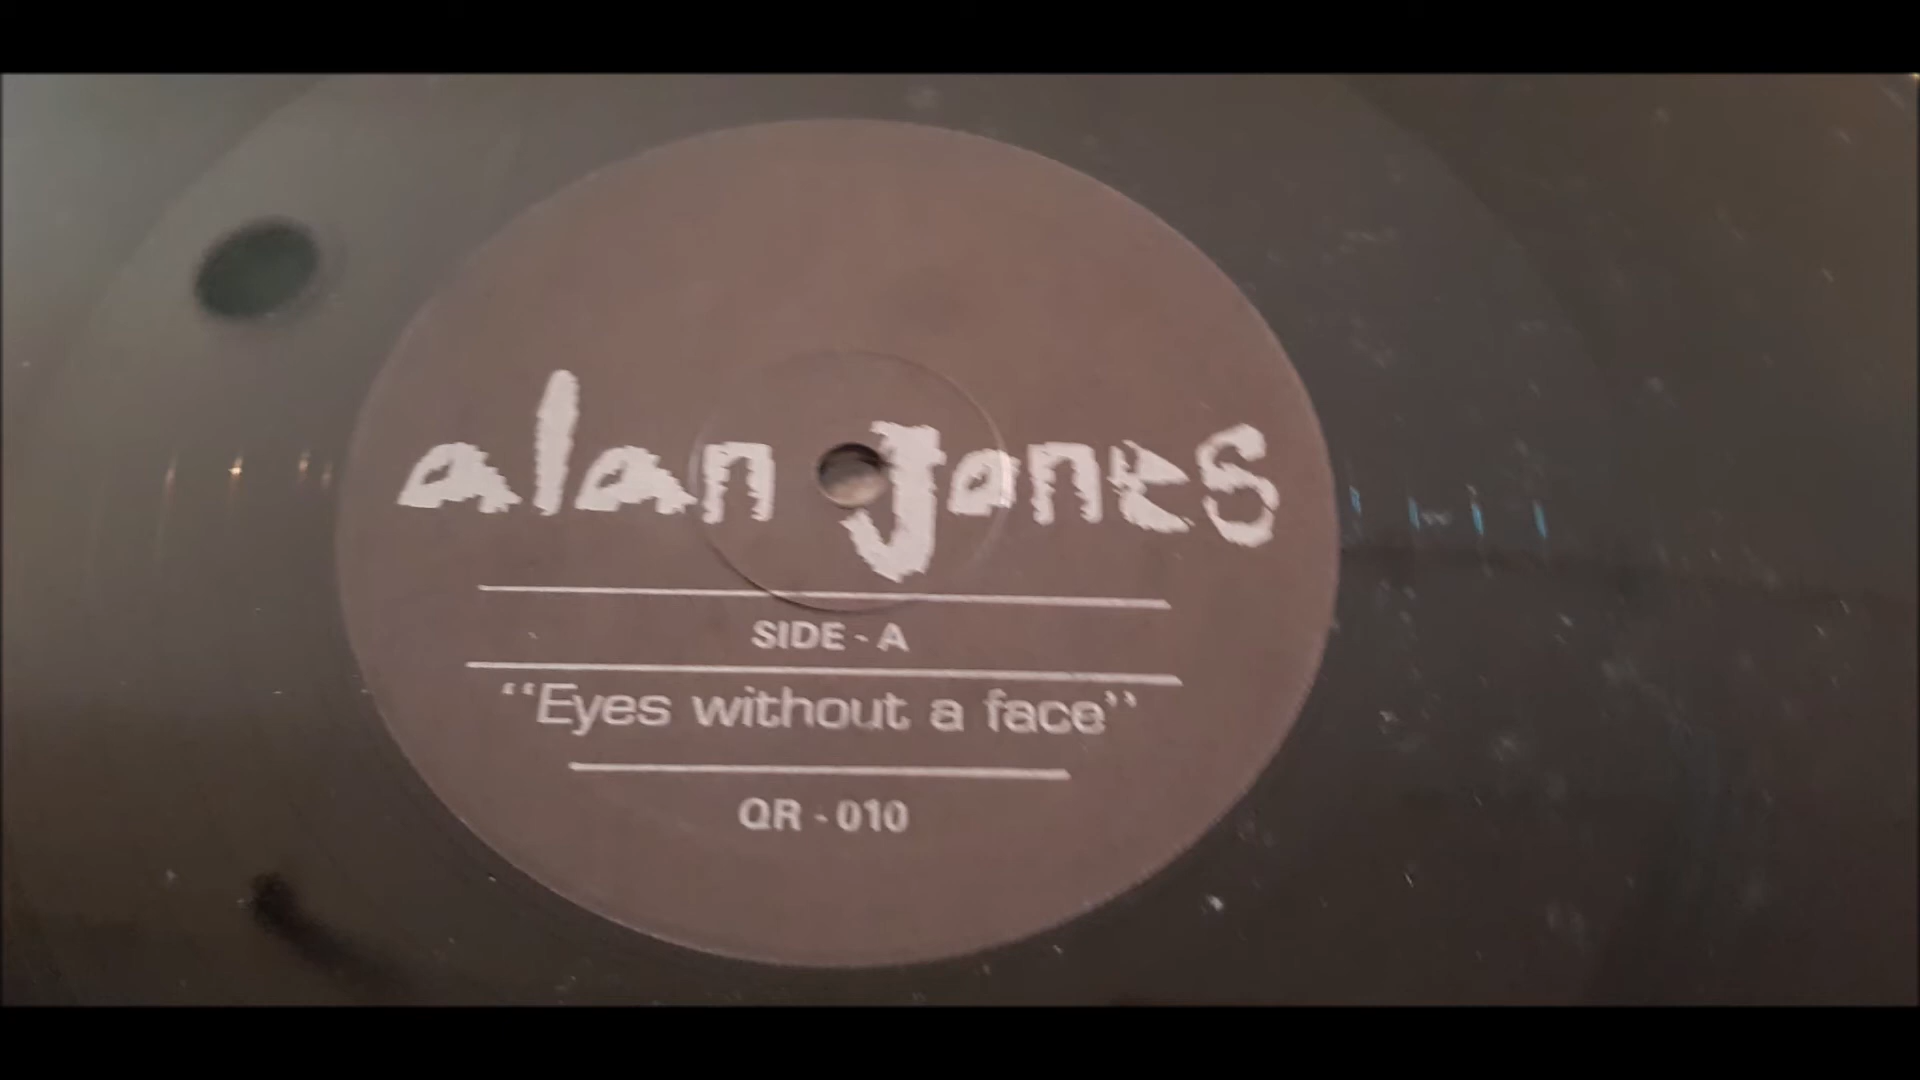 alan Jones
SIDE - A
“Eyes without a face”
QR - 010